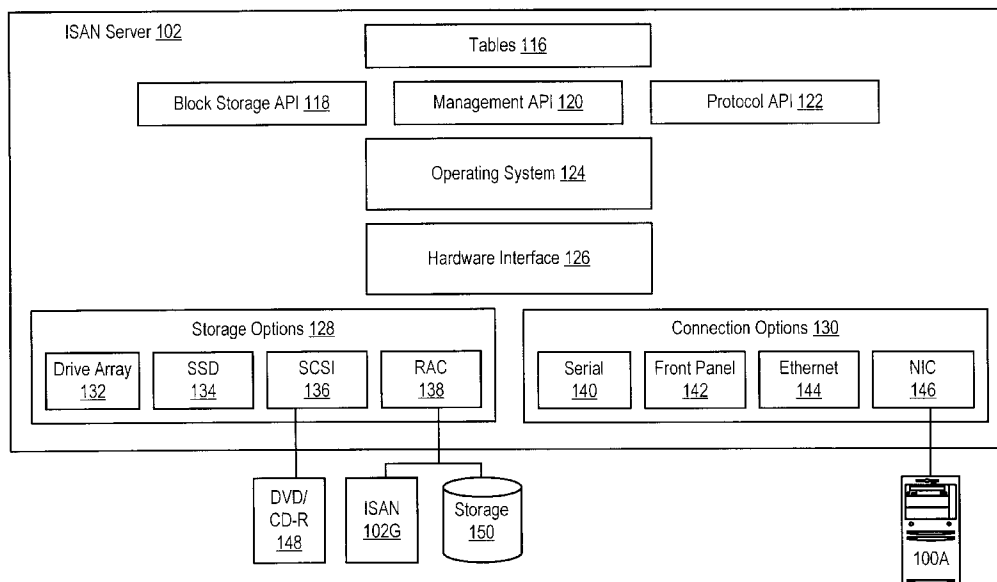 ISAN Server 102
Tables 116
Block Storage API 118
Management API 120
Protocol API 122
Operating System 124
Hardware Interface 126
Storage Options 128
Drive Array
132
SSD
134
SCSI
136
RAC
138
Connection Options 130
Serial
140
Front Panel
142
Ethernet
144
NIC
146
DVD/
CD-R
148
ISAN
102G
Storage
150
100A